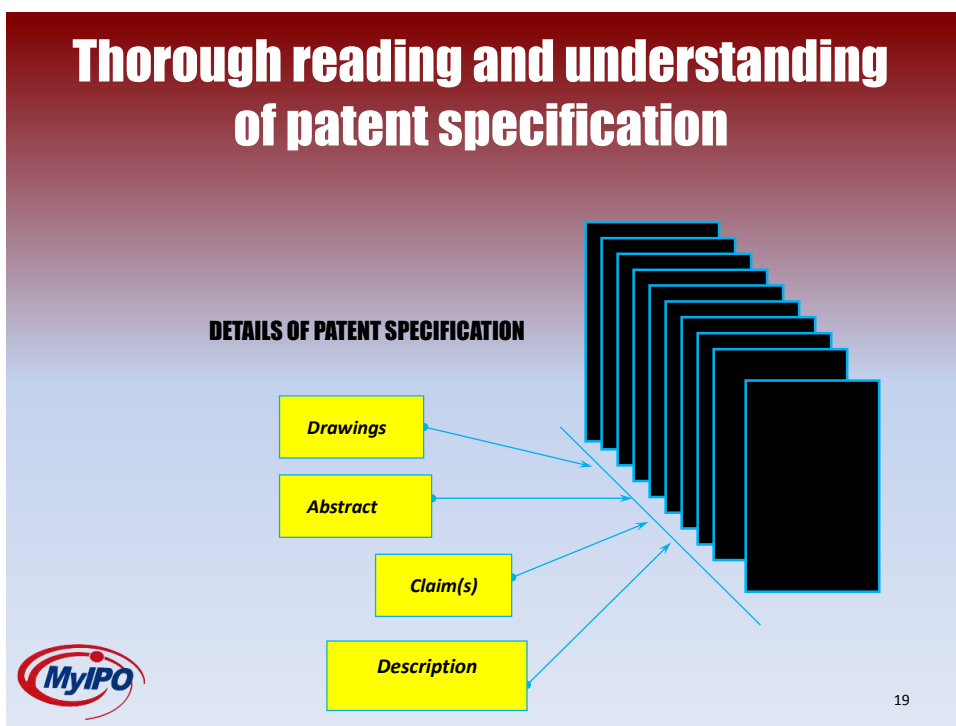 Thorough reading and understanding
of patent specification
DETAILS OF PATENT SPECIFICATION
Drawings
Abstract
Claim(s)
Description
MyIPO
19